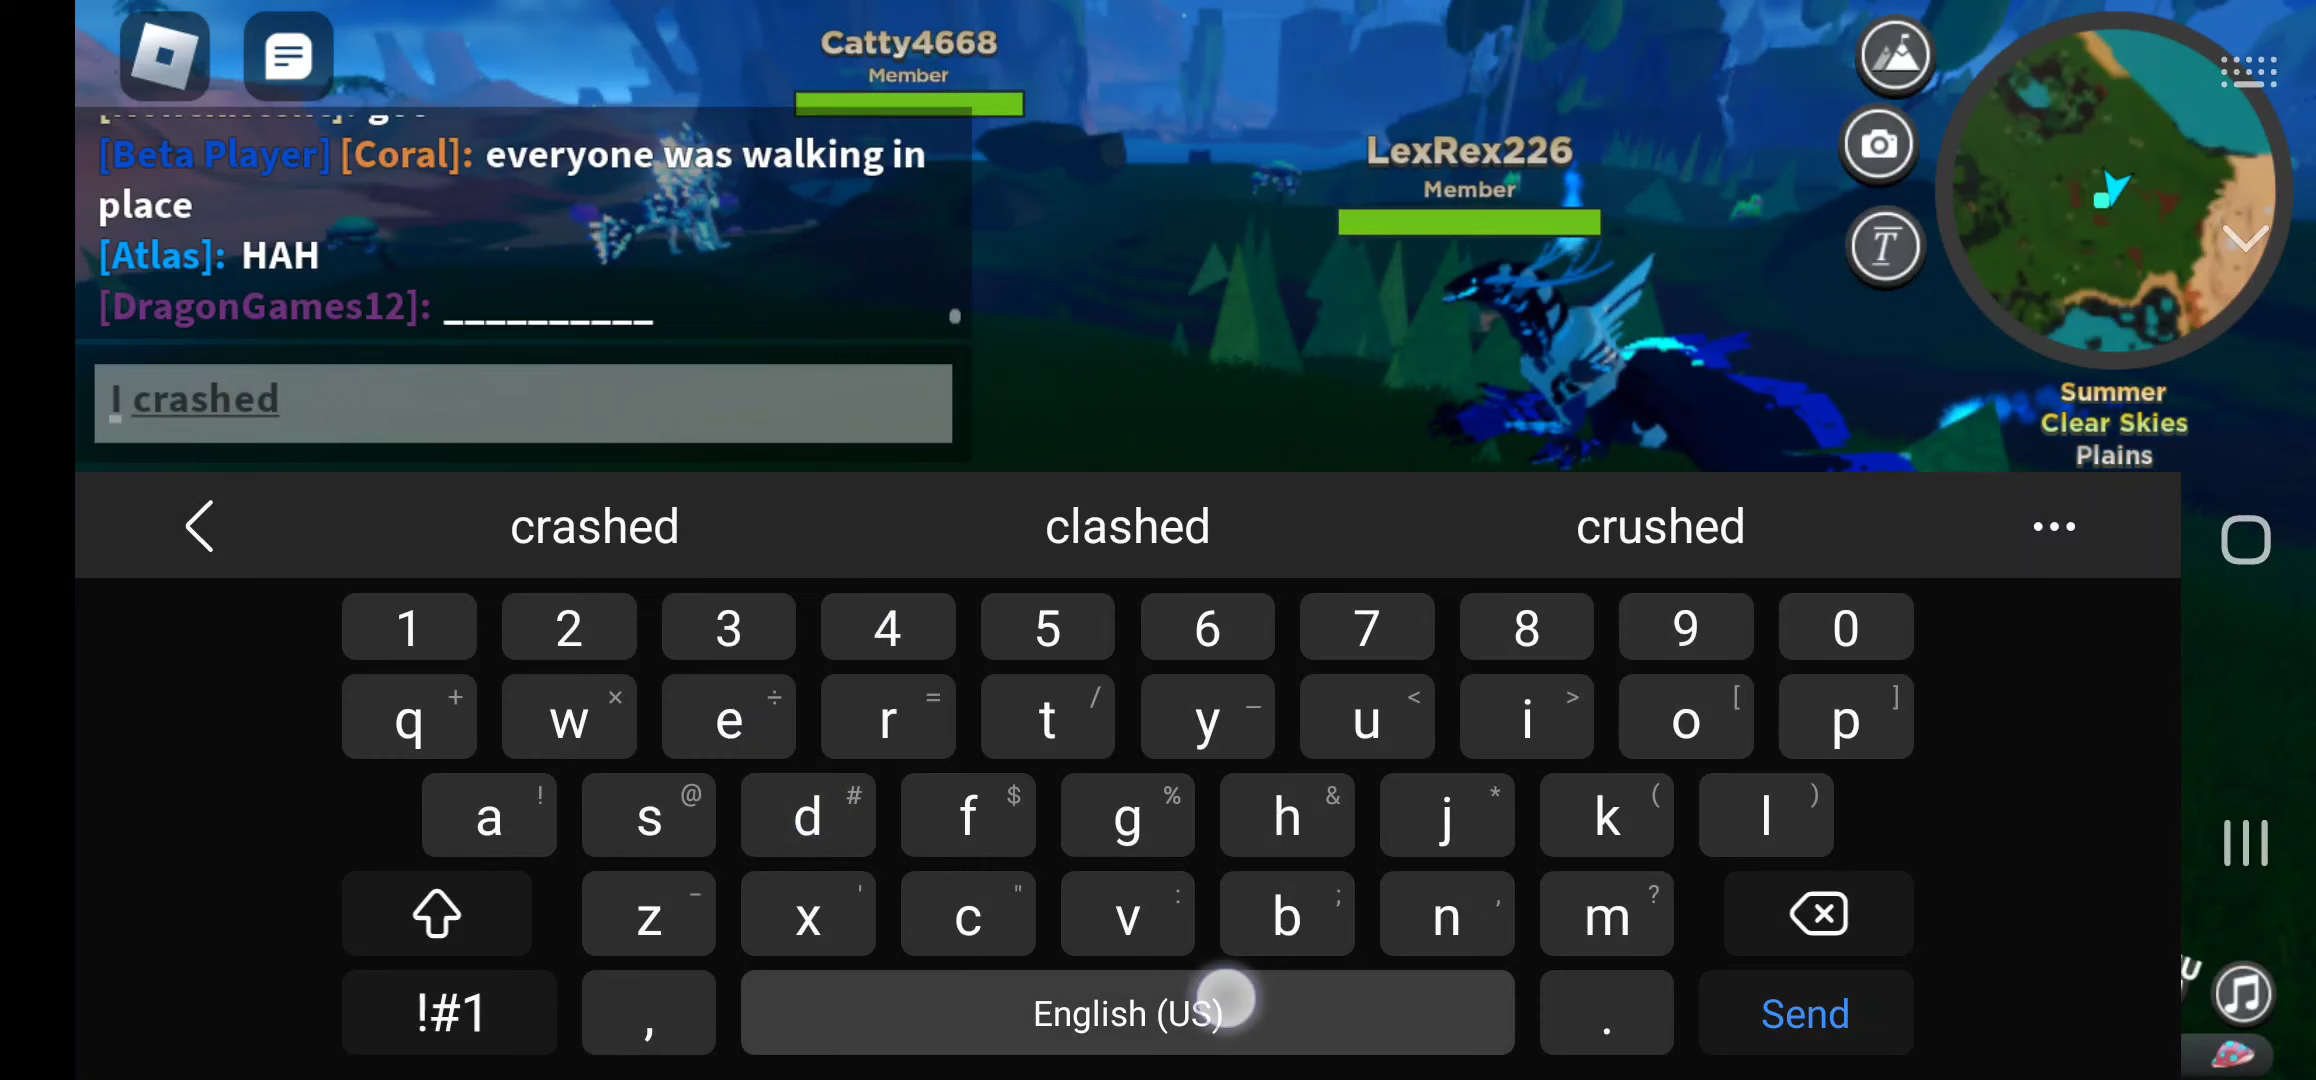 Catty4668
Member
[Beta Player] [Coral]: everyone was walking in
place
[Atlas]: HAH
[DragonGames12]: __________
I crashed
LexRex226
Member
T
Summer
Clear Skies
Plains
crashed clashed crushed •••
1 2 3 4 5 6 7 8 9 0
q + w × e ÷ r = t / y _ u < i > o [ p ]
a ! s @ d # f $ g % h & j * k ( l )
z - x ' c " v : b ; n , m ?
!#1 , English (US) . Send